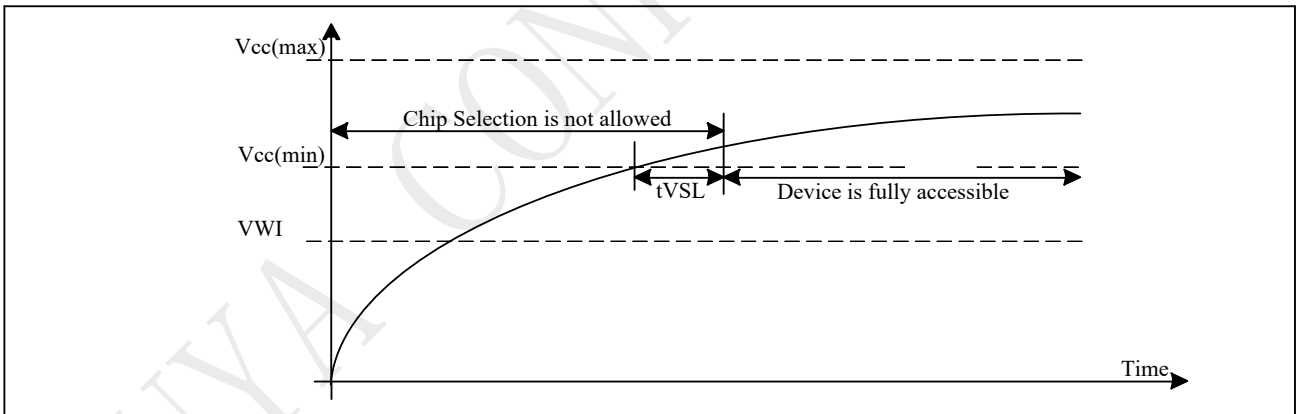 Vcc(max)
Chip Selection is not allowed
Vcc(min)
tVSL
Device is fully accessible
VWI
Time